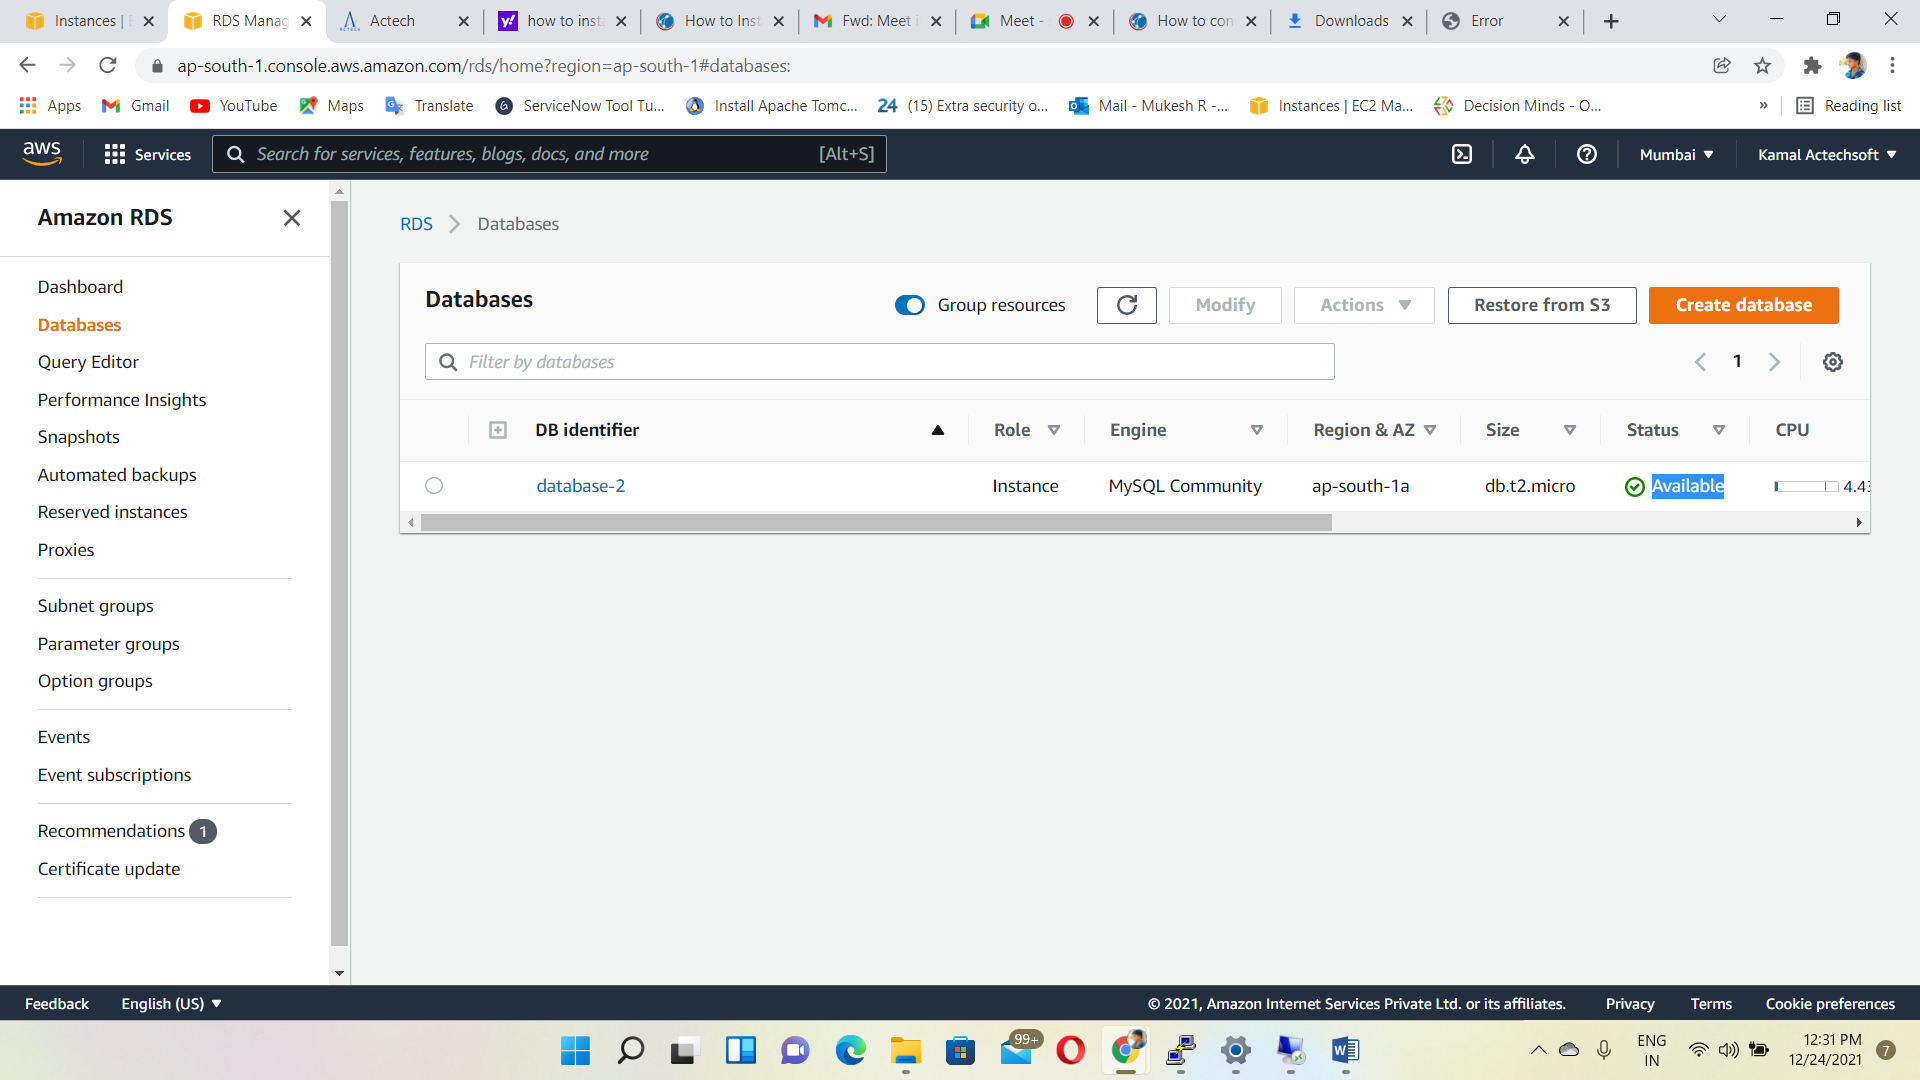 Instances | E
RDS Manag
Actech
how to insta
How to Inst
Fwd: Meet i
Meet -
How to con
Downloads
Error
ap-south-1.console.aws.amazon.com/rds/home?region=ap-south-1#databases:
Apps
Gmail
YouTube
Maps
Translate
ServiceNow Tool Tu...
Install Apache Tomc...
24 (15) Extra security o...
Mail - Mukesh R -...
Instances | EC2 Ma...
Decision Minds - O...
»
Reading list
aws
Services
Search for services, features, blogs, docs, and more
[Alt+S]
Mumbai
Kamal Actechsoft
Amazon RDS
Dashboard
Databases
Query Editor
Performance Insights
Snapshots
Automated backups
Reserved instances
Proxies
Subnet groups
Parameter groups
Option groups
Events
Event subscriptions
Recommendations 1
Certificate update
RDS > Databases
Databases
Group resources
Modify
Actions
Restore from S3
Create database
Filter by databases
1
DB identifier
Role
Engine
Region & AZ
Size
Status
CPU
database-2
Instance
MySQL Community
ap-south-1a
db.t2.micro
Available
4.43
Feedback
English (US)
© 2021, Amazon Internet Services Private Ltd. or its affiliates.
Privacy
Terms
Cookie preferences
99+
ENG
IN
12:31 PM
12/24/2021
7